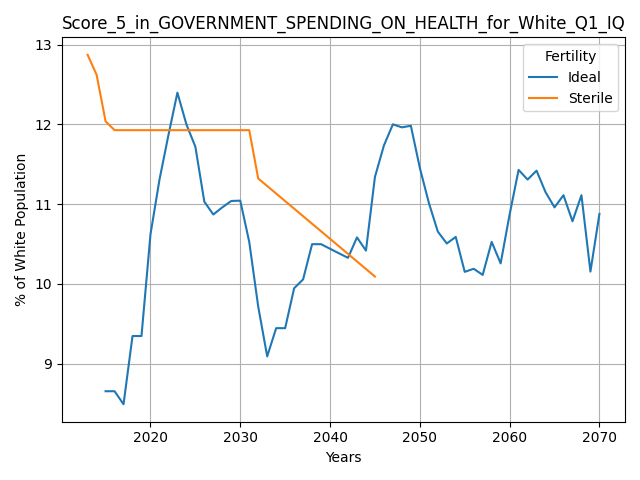 Score_5_in_GOVERNMENT_SPENDING_ON_HEALTH_for_White_Q1_IQ
13
12
11
10
9
% of White Population
Fertility
Ideal
Sterile
2020 2030 2040 2050 2060 2070
Years